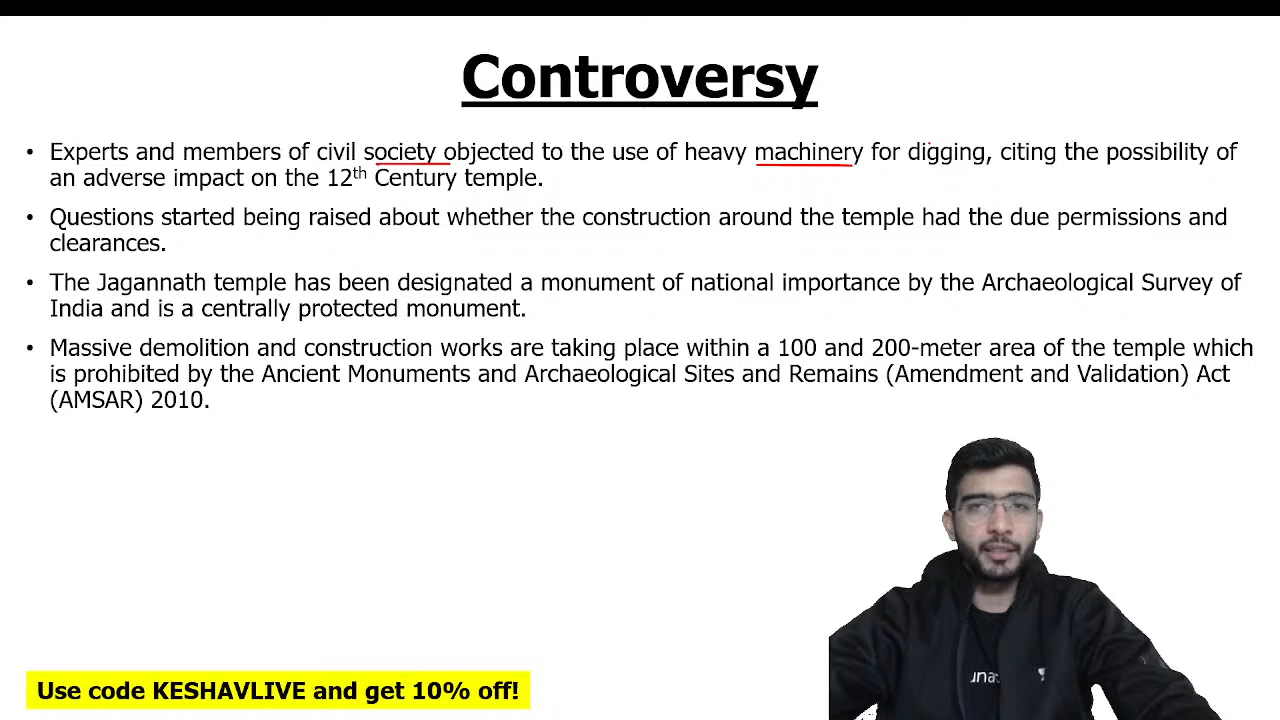 Controversy
• Experts and members of civil society objected to the use of heavy machinery for digging, citing the possibility of
an adverse impact on the 12th Century temple.
• Questions started being raised about whether the construction around the temple had the due permissions and
clearances.
• The Jagannath temple has been designated a monument of national importance by the Archaeological Survey of
India and is a centrally protected monument.
• Massive demolition and construction works are taking place within a 100 and 200-meter area of the temple which
is prohibited by the Ancient Monuments and Archaeological Sites and Remains (Amendment and Validation) Act
(AMSAR) 2010.
Use code KESHAVLIVE and get 10% off!